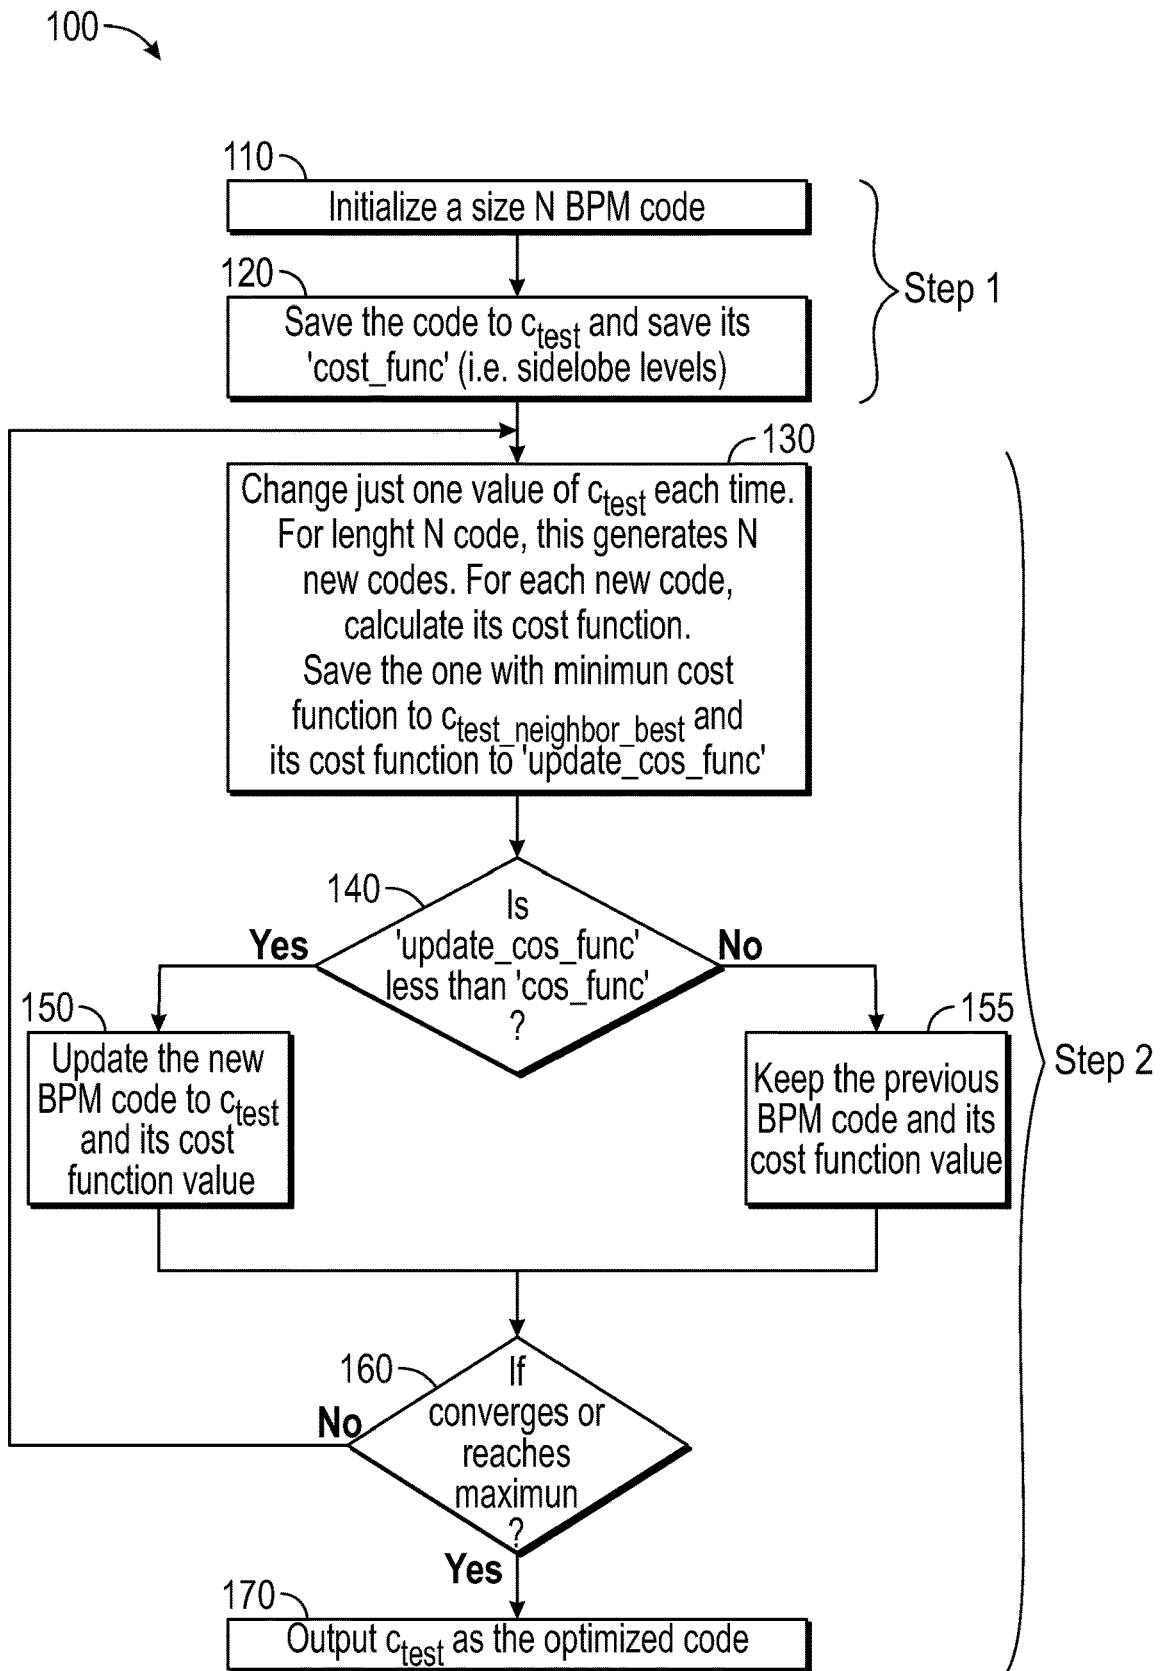 100
110
Initialize a size N BPM code
120
Save the code to c_test and save its
'cost_func' (i.e. sidelobe levels)
Step 1
130
Change just one value of c_test each time.
For lenght N code, this generates N
new codes. For each new code,
calculate its cost function.
Save the one with minimun cost
function to c_test_neighbor_best and
its cost function to 'update_cos_func'
140
Is
'update_cos_func'
less than 'cos_func'
?
Yes
No
150
Update the new
BPM code to c_test
and its cost
function value
155
Keep the previous
BPM code and its
cost function value
Step 2
160
If
converges or
reaches
maximun
?
No
Yes
170
Output c_test as the optimized code